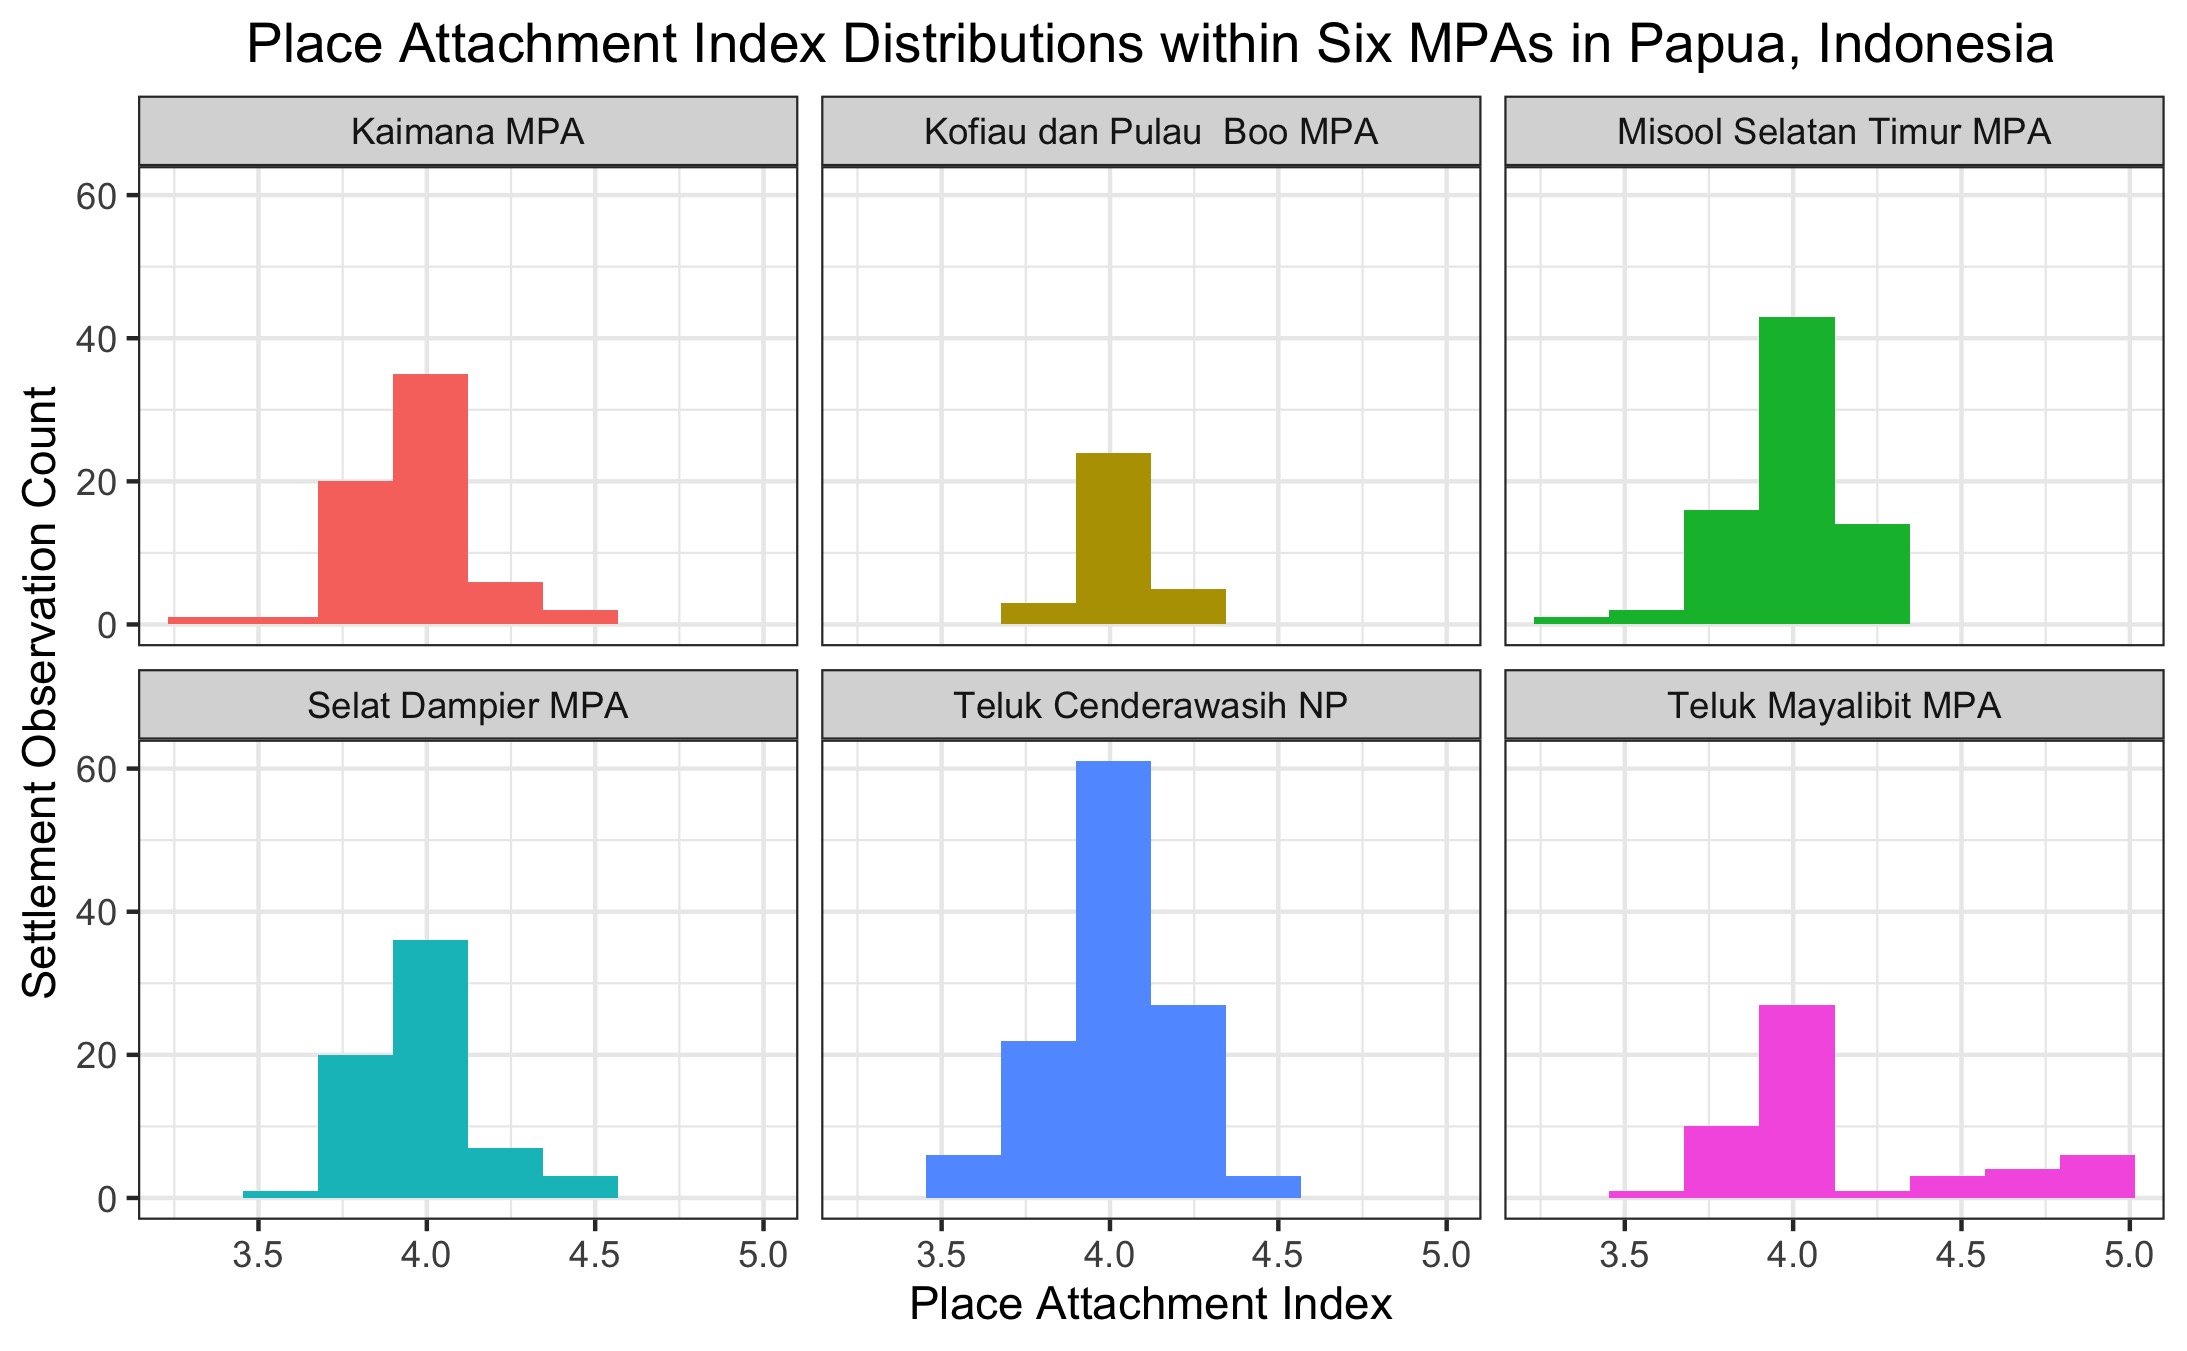 Place Attachment Index Distributions within Six MPAs in Papua, Indonesia
Kaimana MPA
Kofiau dan Pulau  Boo MPA
Misool Selatan Timur MPA
60
40
20
0
Settlement Observation Count
Selat Dampier MPA
Teluk Cenderawasih NP
Teluk Mayalibit MPA
60
40
20
0
3.5 4.0 4.5 5.0
3.5 4.0 4.5 5.0
3.5 4.0 4.5 5.0
Place Attachment Index